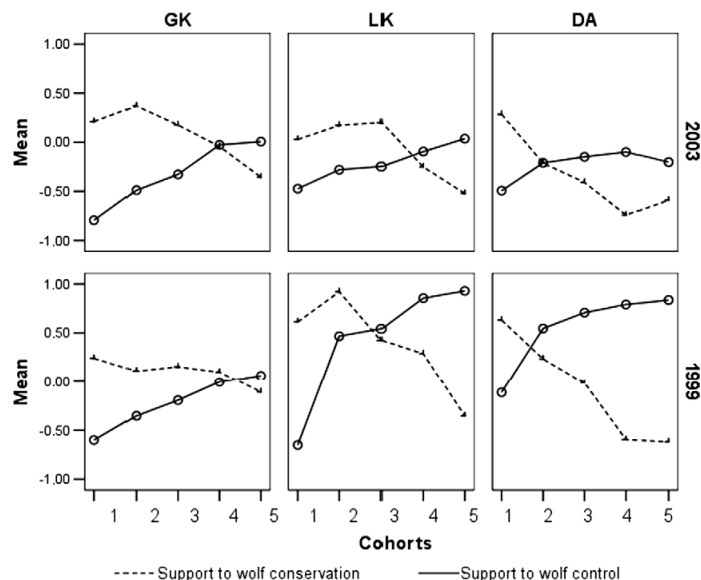 GK LIK DA
1.00
0.50
0.00
-0.50
-1.00
Mean
2003
1.00
0.50
0.00
-0.50
-1.00
Mean
1999
1 2 3 4 5 1 2 3 4 5 1 2 3 4 5
Cohorts
Support to wolf conservation Support to wolf control